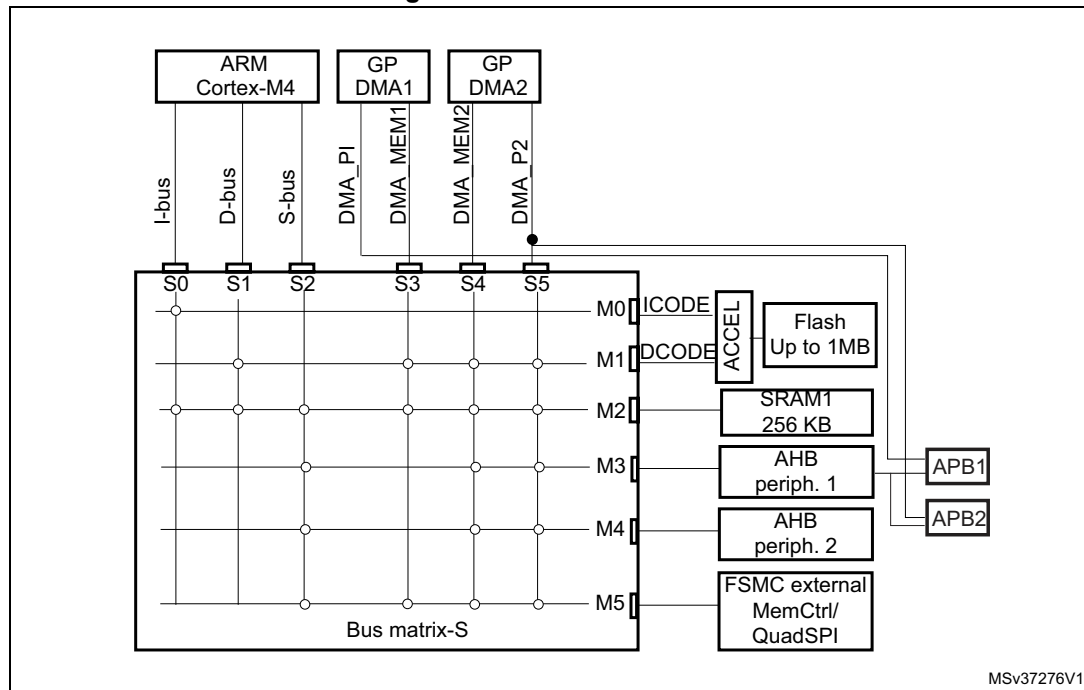 ARM
Cortex-M4
GP
DMA1
GP
DMA2
I-bus
D-bus
S-bus
DMA_PI
DMA_MEM1
DMA_MEM2
DMA_P2
S0
S1
S2
S3
S4
S5
M0
ICODE
M1
DCODE
ACCEL
Flash
Up to 1MB
M2
SRAM1
256 KB
M3
AHB
periph. 1
APB1
M4
AHB
periph. 2
APB2
M5
FSMC external
MemCtrl/
QuadSPI
Bus matrix-S
MSv37276V1